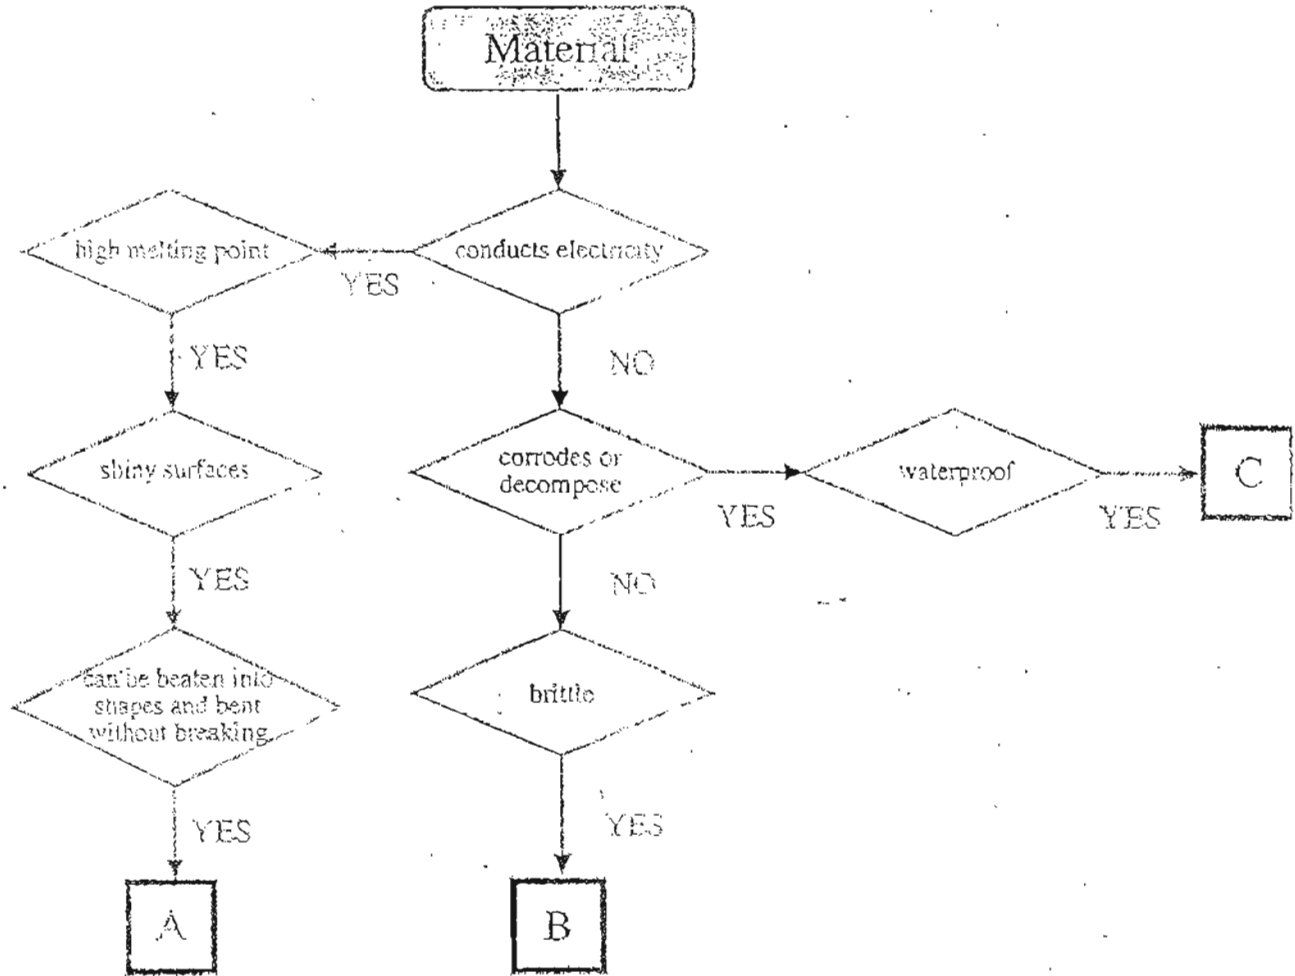 Material
high melting point
conducts electricity
YES
YES
NO
shiny surfaces
corrodes or
decompose
waterproof
C
YES
YES
YES
NO
can be beaten into
shapes and bent
without breaking
brittle
YES
YES
A
B